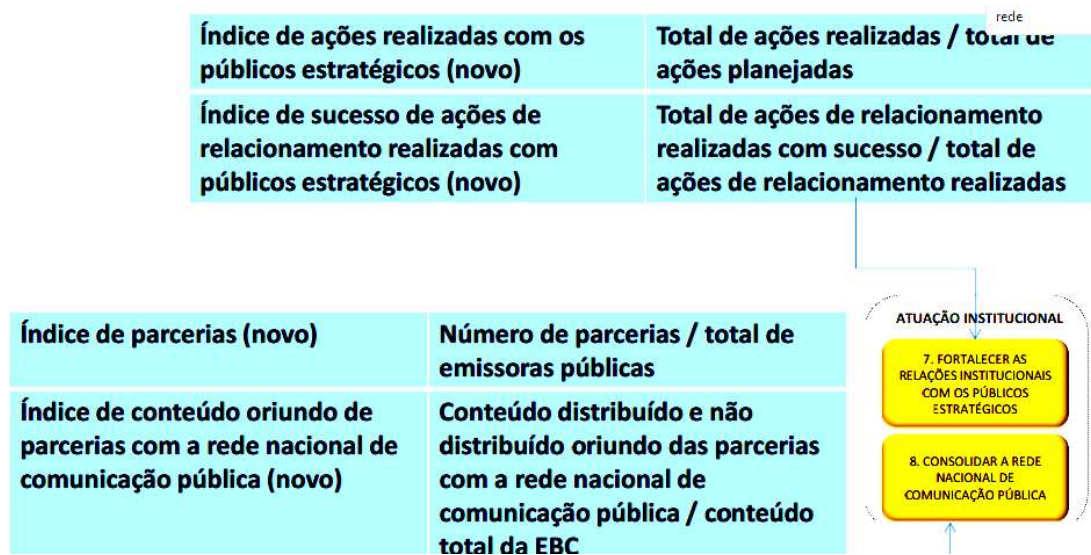 rede
Índice de ações realizadas com os
públicos estratégicos (novo)
Total de ações realizadas / total de
ações planejadas
Índice de sucesso de ações de
relacionamento realizadas com
públicos estratégicos (novo)
Total de ações de relacionamento
realizadas com sucesso / total de
ações de relacionamento realizadas
Índice de parcerias (novo)
Número de parcerias / total de
emissoras públicas
Índice de conteúdo oriundo de
parcerias com a rede nacional de
comunicação pública (novo)
Conteúdo distribuído e não
distribuído oriundo das parcerias
com a rede nacional de
comunicação pública / conteúdo
total da EBC
ATUAÇÃO INSTITUCIONAL
7. FORTALECER AS
RELAÇÕES INSTITUCIONAIS
COM OS PÚBLICOS
ESTRATÉGICOS
8. CONSOLIDAR A REDE
NACIONAL DE
COMUNICAÇÃO PÚBLICA